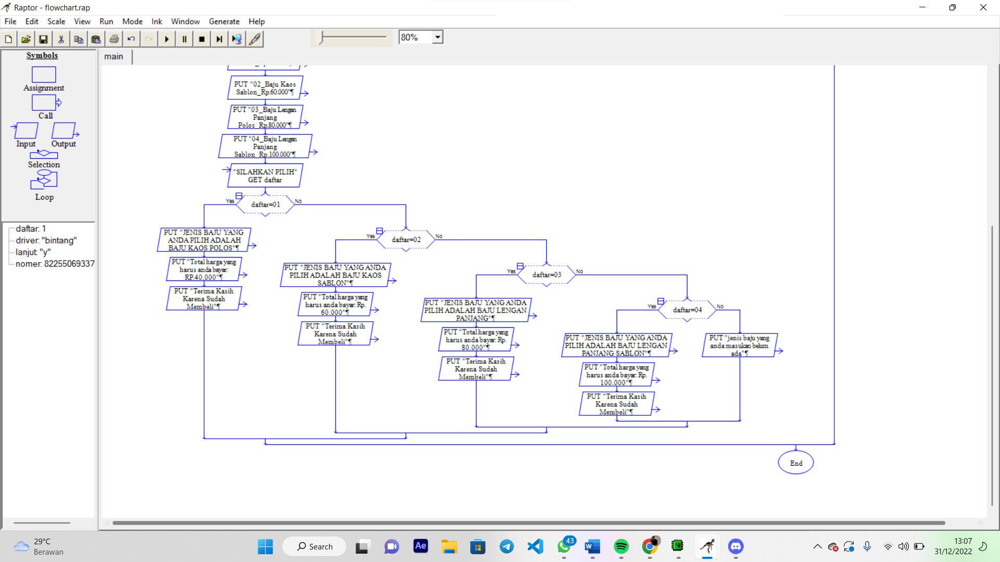 Raptor - flowchart.rap
File Edit Scale View Run Mode Ink Window Generate Help
80%
Symbols
Assignment
Call
Input Output
Selection
Loop
daftar: 1
driver: "bintang"
lanjut: "y"
nomer: 82255069337
main
PUT "02_Baju Kaos
Sablon_Rp.60.000"¶
PUT "03_Baju Lengan
Panjang
Polos_Rp.80.000"¶
PUT "04_Baju Lengan
Panjang
Sablon_Rp.100.000"¶
"SILAHKAN PILIH"
GET daftar
Yes daftar=01 No
PUT "JENIS BAJU YANG
ANDA PILIH ADALAH
BAJU KAOS POLOS"¶
PUT "Total harga yang
harus anda bayar:
RP.40.000"¶
PUT "Terima Kasih
Karena Sudah
Membeli"¶
Yes daftar=02 No
PUT "JENIS BAJU YANG ANDA
PILIH ADALAH BAJU KAOS
SABLON"¶
PUT "Total harga yang
harus anda bayar: Rp.
60.000"¶
PUT "Terima Kasih
Karena Sudah
Membeli"¶
Yes daftar=03 No
PUT "JENIS BAJU YANG ANDA
PILIH ADALAH BAJU LENGAN
PANJANG"¶
PUT "Total harga yang
harus anda bayar: Rp.
80.000"¶
PUT "Terima Kasih
Karena Sudah
Membeli"¶
Yes daftar=04 No
PUT "JENIS BAJU YANG ANDA
PILIH ADALAH BAJU LENGAN
PANJANG SABLON"¶
PUT "Total harga yang
harus anda bayar: Rp.
100.000"¶
PUT "Terima Kasih
Karena Sudah
Membeli"¶
PUT "jenis baju yang
anda masukan belum
ada"¶
End
29°C
Berawan
Search
Ae
43
W
13:07
31/12/2022